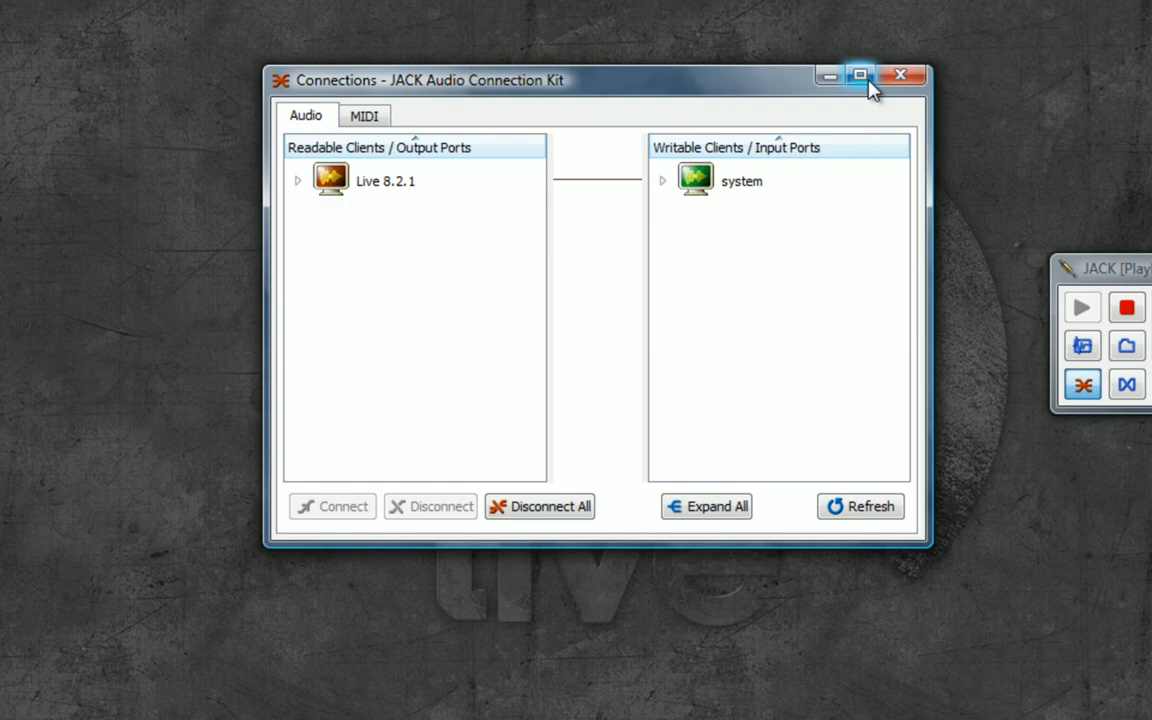 Connections - JACK Audio Connection Kit
Audio
MIDI
Readable Clients / Output Ports
Writable Clients / Input Ports
Live 8.2.1
system
JACK [Play
Connect
Disconnect
Disconnect All
Expand All
Refresh
live